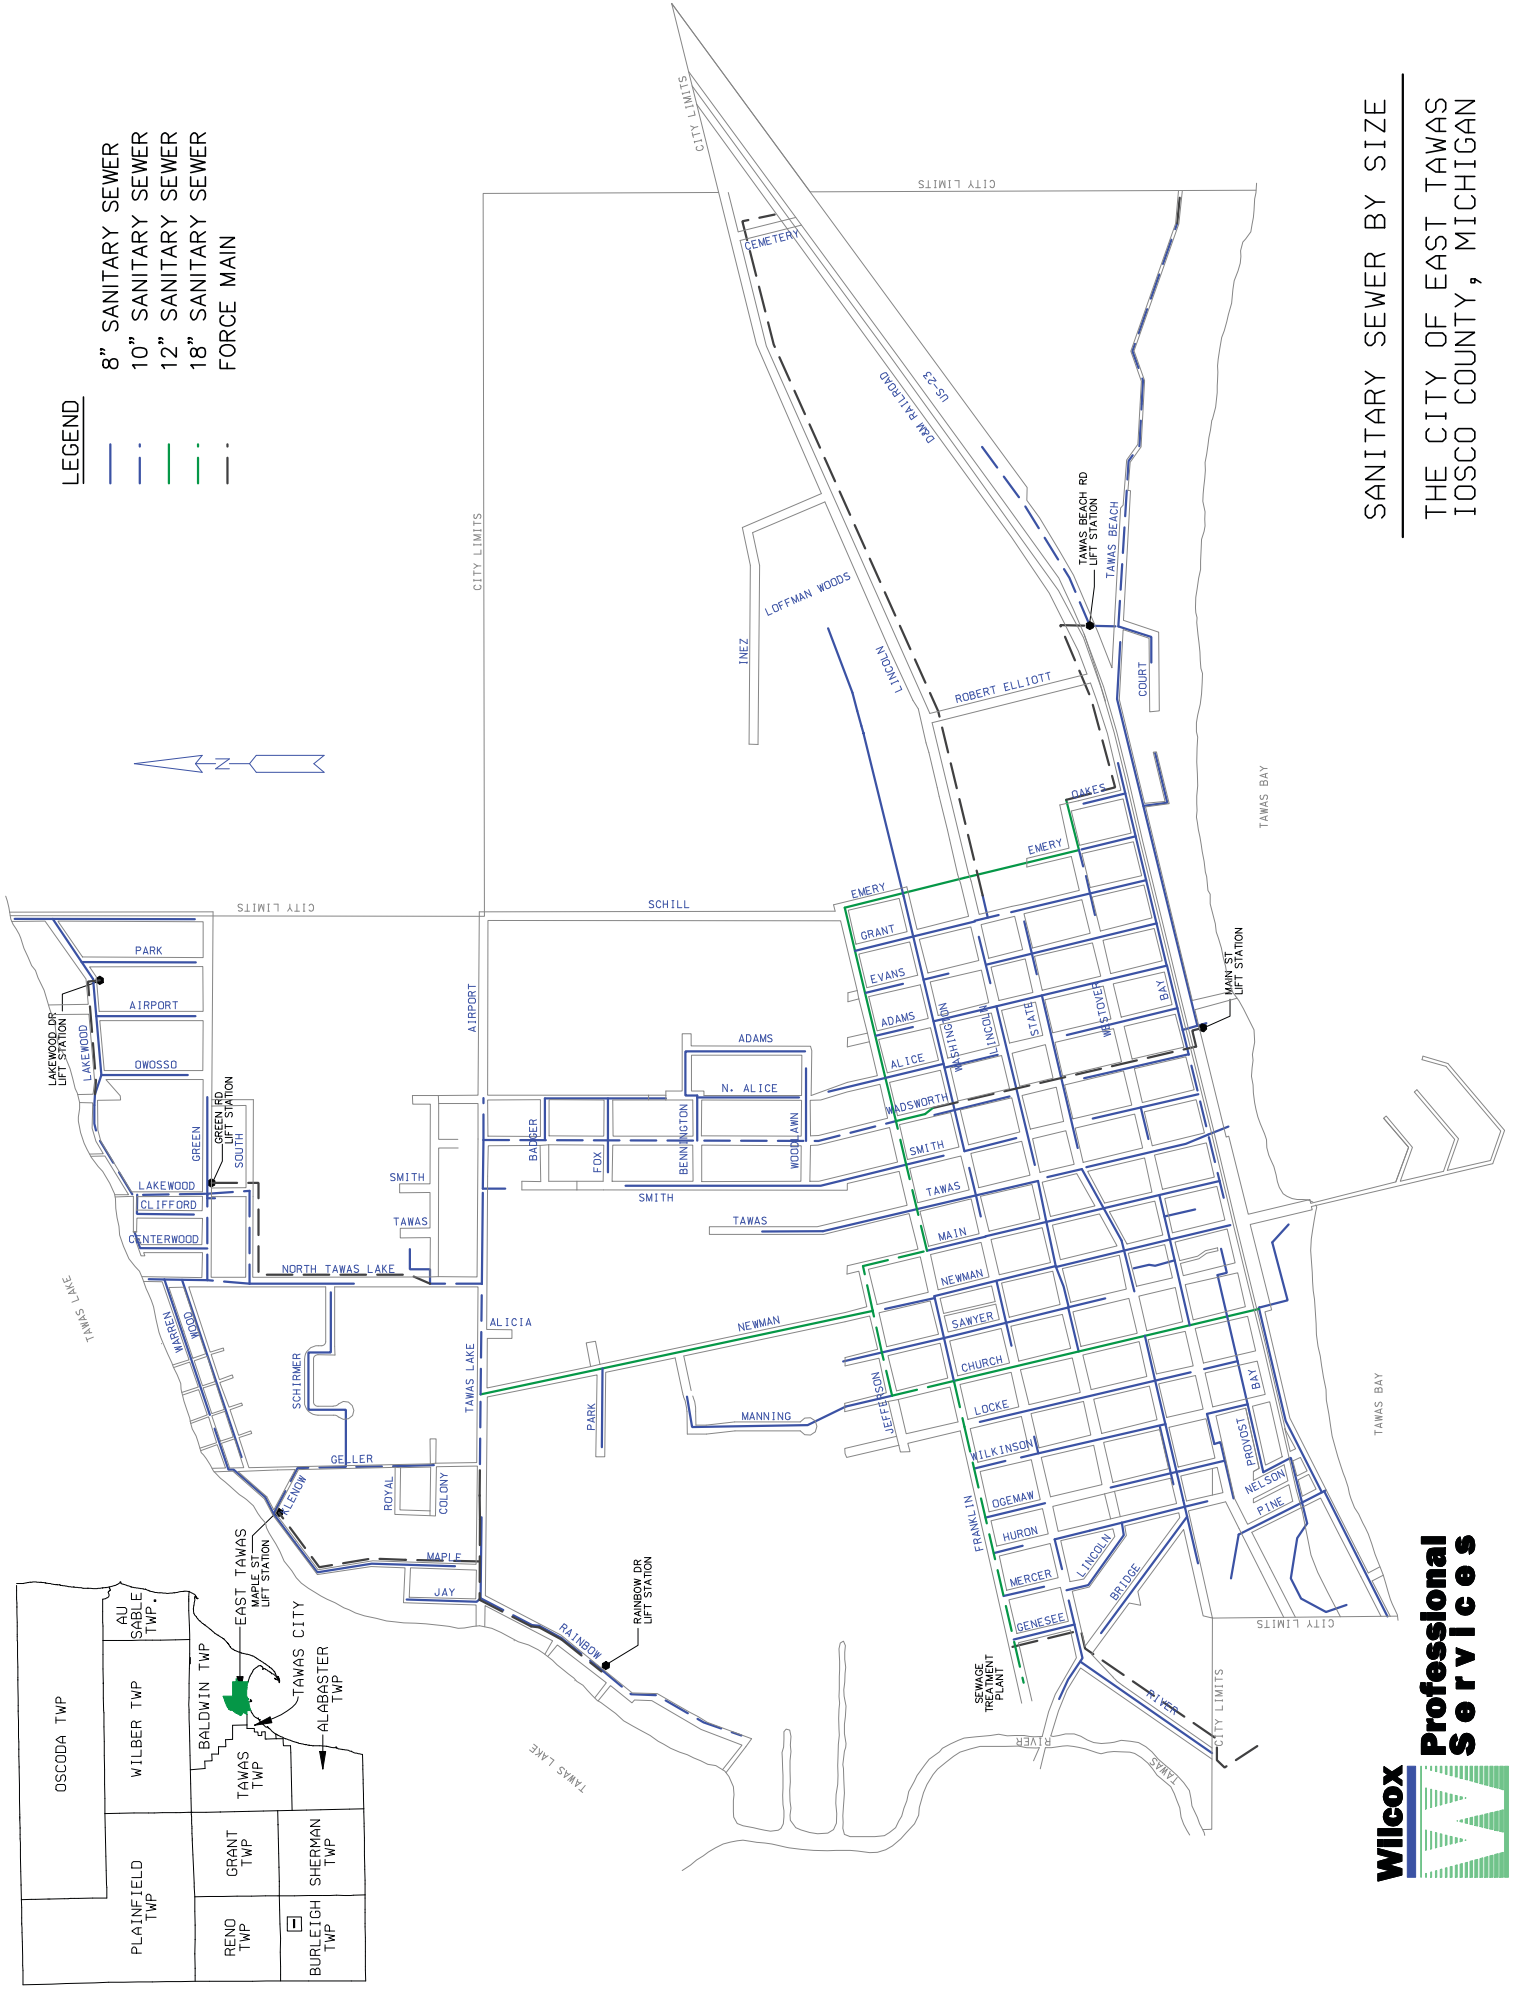 SANITARY SEWER BY SIZE
THE CITY OF EAST TAWAS
IOSCO COUNTY, MICHIGAN
LEGEND
8" SANITARY SEWER
10" SANITARY SEWER
12" SANITARY SEWER
18" SANITARY SEWER
FORCE MAIN
N
OSCODA TWP
PLAINFIELD
TWP
WILBER TWP
AU
SABLE
TWP.
RENO
TWP
GRANT
TWP
TAWAS
TWP
BALDWIN TWP
BURLEIGH
TWP
SHERMAN
TWP
ALABASTER
TWP
TAWAS CITY
EAST TAWAS
MAPLE ST
LIFT STATION
LAKEWOOD DR
LIFT STATION
GREEN RD
LIFT STATION
RAINBOW DR
LIFT STATION
MAIN ST
LIFT STATION
TAWAS BEACH RD
LIFT STATION
SEWAGE
TREATMENT
PLANT
CITY LIMITS
CITY LIMITS
CITY LIMITS
CITY LIMITS
CITY LIMITS
CITY LIMITS
TAWAS LAKE
TAWAS LAKE
TAWAS BAY
TAWAS BAY
TAWAS
RIVER
PARK
AIRPORT
OWOSSO
LAKEWOOD
GREEN
SOUTH
LAKEWOOD
CLIFFORD
CENTERWOOD
NORTH TAWAS LAKE
WARREN
WOOD
SCHIRMER
GELLER
KLENOW
ROYAL
COLONY
MAPLE
JAY
RAINBOW
TAWAS LAKE
ALICIA
AIRPORT
SMITH
TAWAS
BADGER
FOX
BENNINGTON
WOODLAWN
ADAMS
N. ALICE
SMITH
TAWAS
NEWMAN
PARK
MANNING
SCHILL
INEZ
LOFFMAN WOODS
LINCOLN
CEMETERY
D&M RAILROAD
US-23
ROBERT ELLIOTT
TAWAS BEACH
COURT
OAKES
EMERY
EMERY
GRANT
EVANS
ADAMS
ALICE
WADSWORTH
SMITH
TAWAS
MAIN
NEWMAN
SAWYER
CHURCH
LOCKE
WILKINSON
OGEMAW
HURON
MERCER
GENESEE
JEFFERSON
FRANKLIN
WASHINGTON
LINCOLN
STATE
WESTOVER
BAY
BAY
PROVOST
NELSON
PINE
LINCOLN
BRIDGE
RIVER
Wilcox
Professional
Services